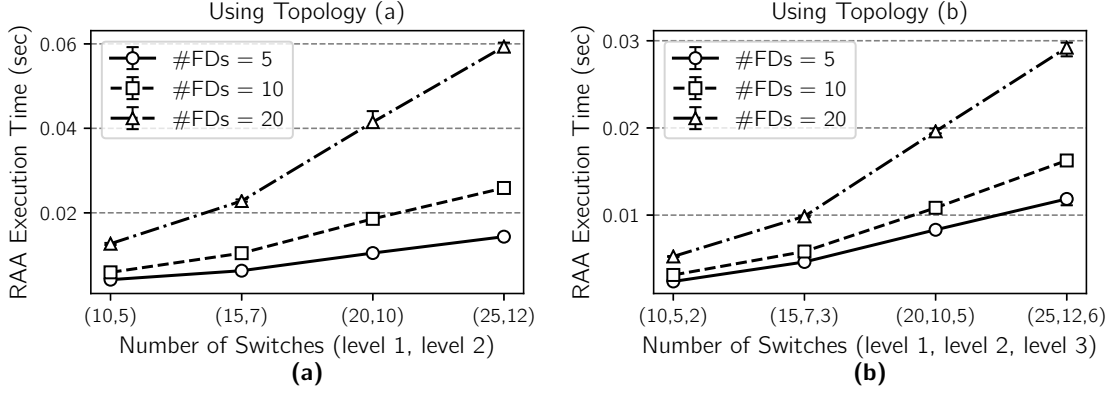 Using Topology (a)
RAA Execution Time (sec)
0.06
0.04
0.02
#FDs = 5
#FDs = 10
#FDs = 20
(10,5)
(15,7)
(20,10)
(25,12)
Number of Switches (level 1, level 2)
(a)
Using Topology (b)
RAA Execution Time (sec)
0.03
0.02
0.01
#FDs = 5
#FDs = 10
#FDs = 20
(10,5,2)
(15,7,3)
(20,10,5)
(25,12,6)
Number of Switches (level 1, level 2, level 3)
(b)